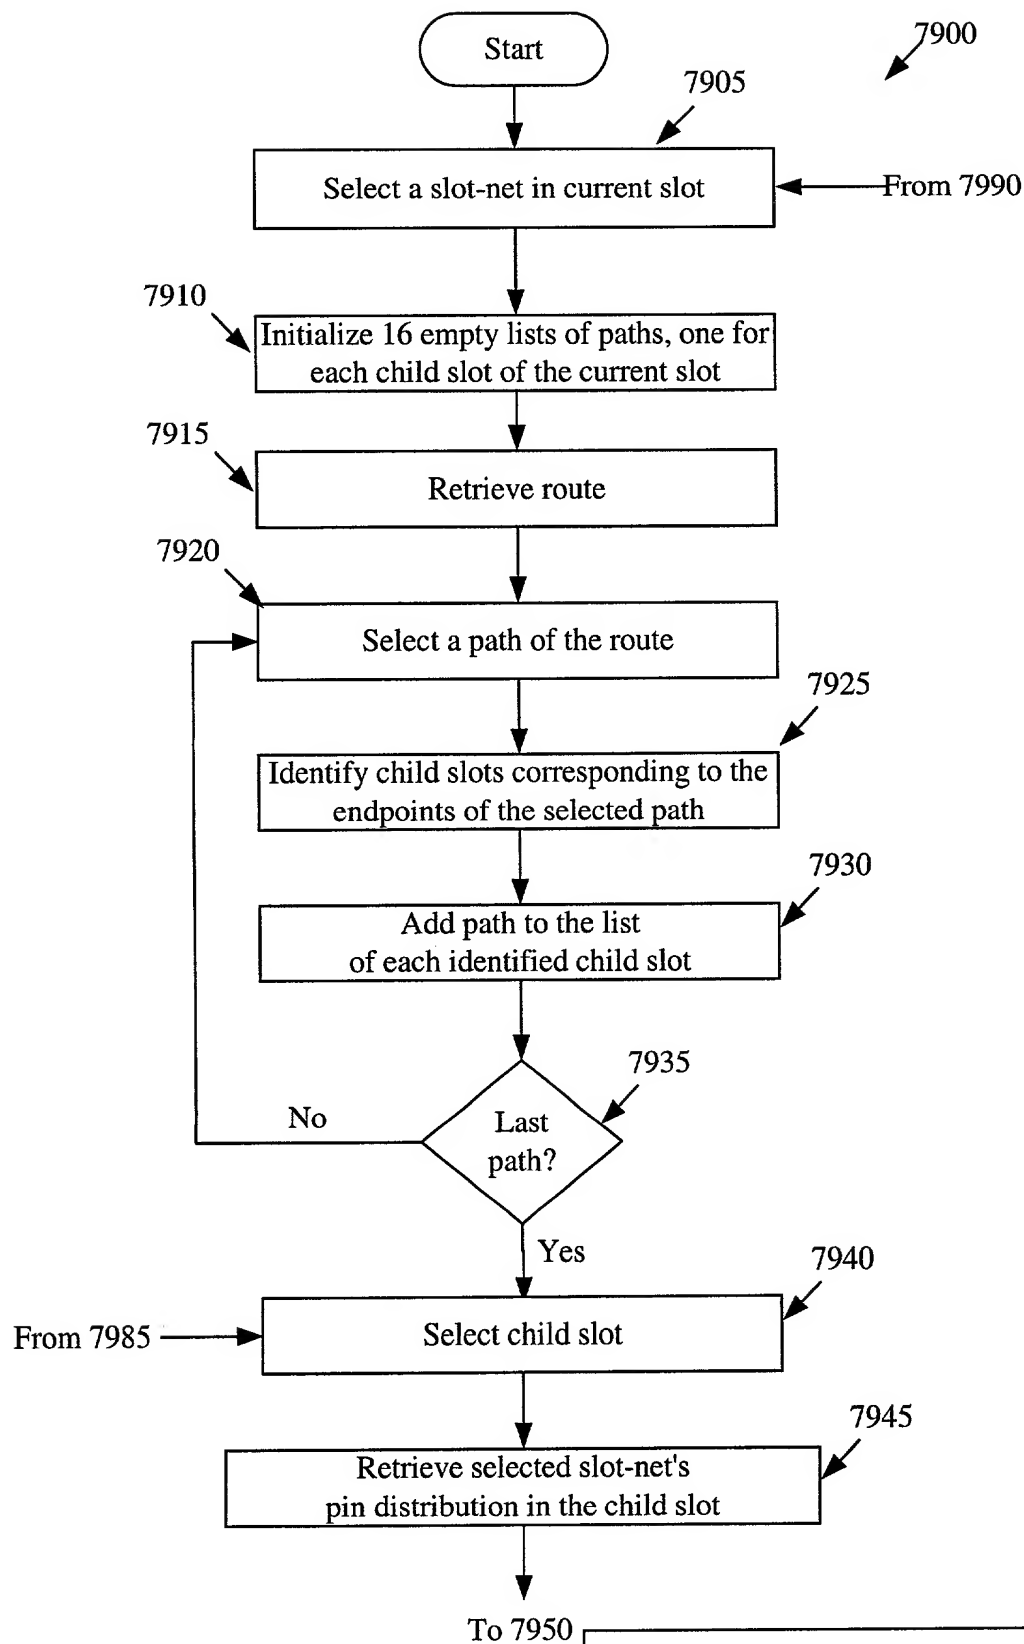 Start
7900
7905
Select a slot-net in current slot
From 7990
7910
Initialize 16 empty lists of paths, one for
each child slot of the current slot
7915
Retrieve route
7920
Select a path of the route
7925
Identify child slots corresponding to the
endpoints of the selected path
7930
Add path to the list
of each identified child slot
7935
Last
path?
No
Yes
7940
From 7985
Select child slot
7945
Retrieve selected slot-net's
pin distribution in the child slot
To 7950